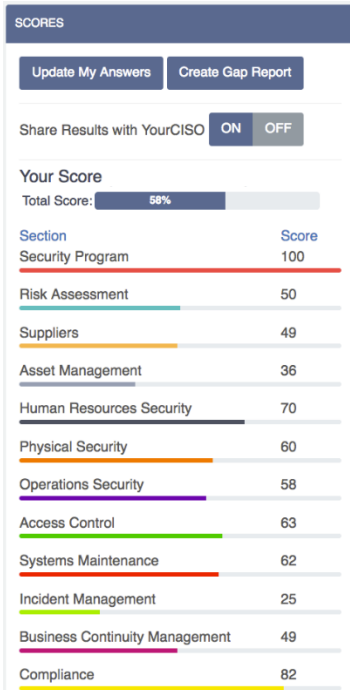 SCORES
Update My Answers Create Gap Report
Share Results with YourCISO ON OFF
Your Score
Total Score: 58%
Section Score
Security Program 100
Risk Assessment 50
Suppliers 49
Asset Management 36
Human Resources Security 70
Physical Security 60
Operations Security 58
Access Control 63
Systems Maintenance 62
Incident Management 25
Business Continuity Management 49
Compliance 82